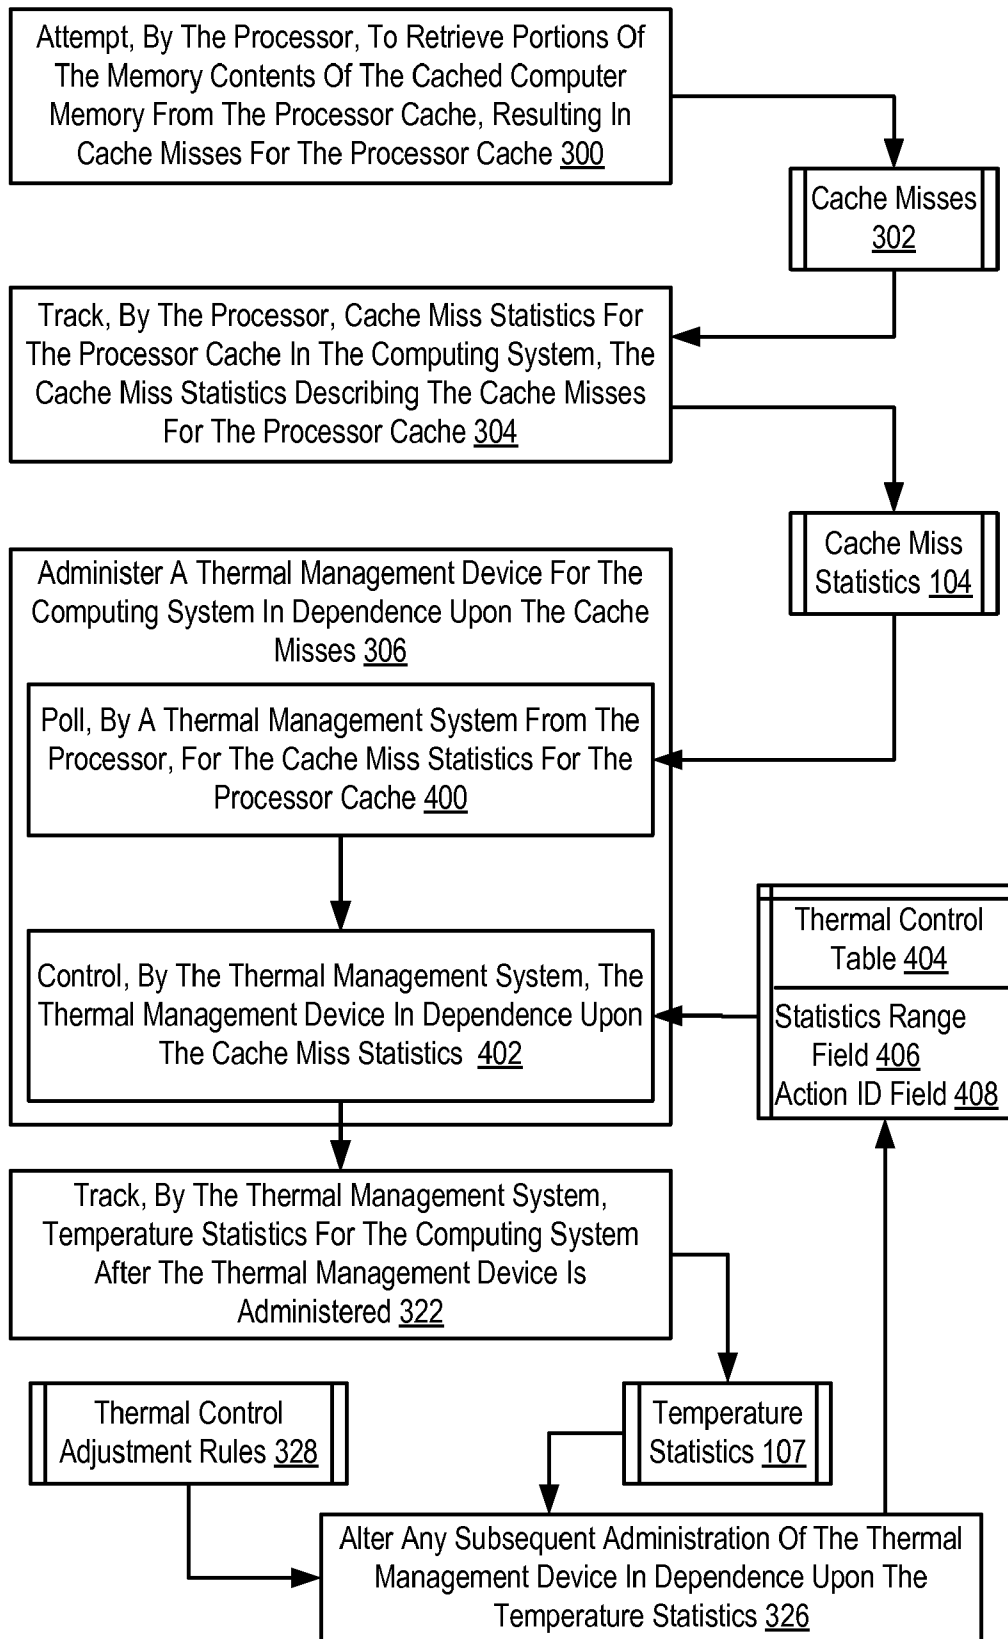 Attempt, By The Processor, To Retrieve Portions Of
The Memory Contents Of The Cached Computer
Memory From The Processor Cache, Resulting In
Cache Misses For The Processor Cache 300
Cache Misses
302
Track, By The Processor, Cache Miss Statistics For
The Processor Cache In The Computing System, The
Cache Miss Statistics Describing The Cache Misses
For The Processor Cache 304
Cache Miss
Statistics 104
Administer A Thermal Management Device For The
Computing System In Dependence Upon The Cache
Misses 306
Poll, By A Thermal Management System From The
Processor, For The Cache Miss Statistics For The
Processor Cache 400
Thermal Control
Table 404
Statistics Range
Field 406
Action ID Field 408
Control, By The Thermal Management System, The
Thermal Management Device In Dependence Upon
The Cache Miss Statistics 402
Track, By The Thermal Management System,
Temperature Statistics For The Computing System
After The Thermal Management Device Is
Administered 322
Thermal Control
Adjustment Rules 328
Temperature
Statistics 107
Alter Any Subsequent Administration Of The Thermal
Management Device In Dependence Upon The
Temperature Statistics 326